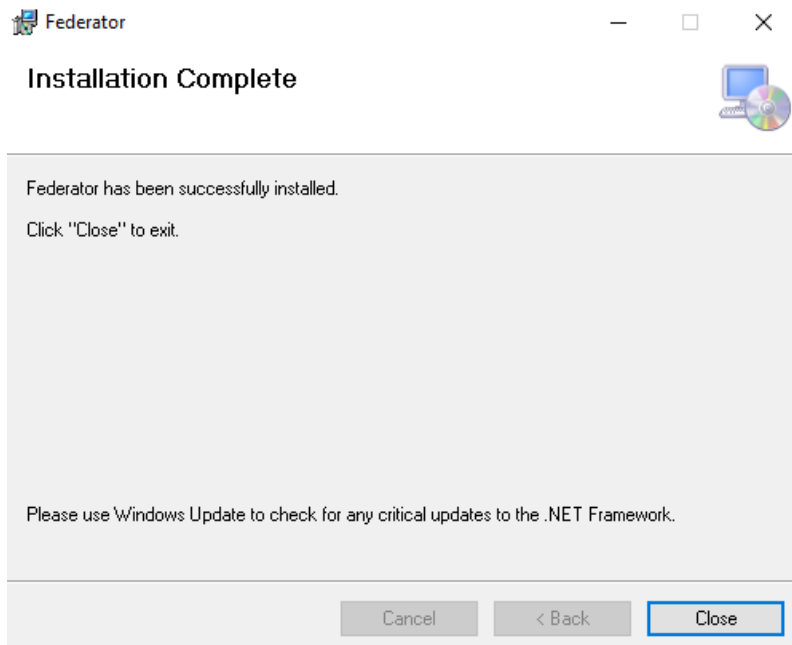 Federator
Installation Complete
Federator has been successfully installed.
Click "Close" to exit.
Please use Windows Update to check for any critical updates to the .NET Framework.
Cancel
< Back
Close